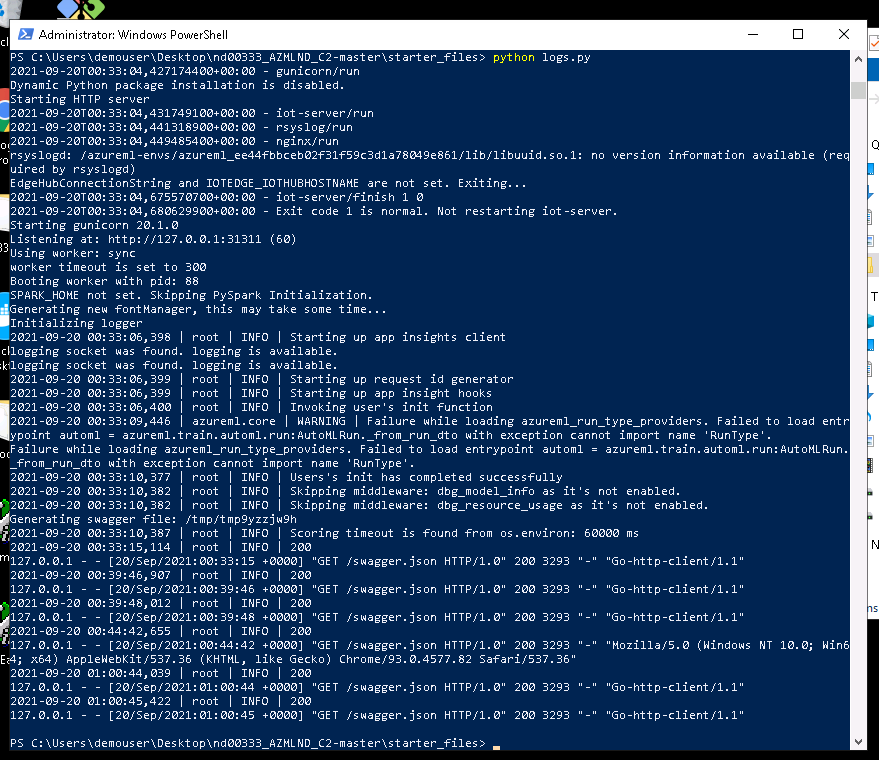 Administrator: Windows PowerShell
PS C:\Users\demouser\Desktop\nd00333_AZMLND_C2-master\starter_files> python logs.py
2021-09-20T00:33:04,427174400+00:00 - gunicorn/run
Dynamic Python package installation is disabled.
Starting HTTP server
2021-09-20T00:33:04,431749100+00:00 - iot-server/run
2021-09-20T00:33:04,441318900+00:00 - rsyslog/run
2021-09-20T00:33:04,449485400+00:00 - nginx/run
rsyslogd: /azureml-envs/azureml_ee44fbbceb02f31f59c3d1a78049e861/lib/libuuid.so.1: no version information available (req
uired by rsyslogd)
EdgeHubConnectionString and IOTEDGE_IOTHUBHOSTNAME are not set. Exiting...
2021-09-20T00:33:04,675570700+00:00 - iot-server/finish 1 0
2021-09-20T00:33:04,680629900+00:00 - Exit code 1 is normal. Not restarting iot-server.
Starting gunicorn 20.1.0
Listening at: http://127.0.0.1:31311 (60)
Using worker: sync
worker timeout is set to 300
Booting worker with pid: 88
SPARK_HOME not set. Skipping PySpark Initialization.
Generating new fontManager, this may take some time...
Initializing logger
2021-09-20 00:33:06,398 | root | INFO | Starting up app insights client
logging socket was found. logging is available.
logging socket was found. logging is available.
2021-09-20 00:33:06,399 | root | INFO | Starting up request id generator
2021-09-20 00:33:06,399 | root | INFO | Starting up app insight hooks
2021-09-20 00:33:06,400 | root | INFO | Invoking user's init function
2021-09-20 00:33:09,446 | azureml.core | WARNING | Failure while loading azureml_run_type_providers. Failed to load entr
ypoint automl = azureml.train.automl.run:AutoMLRun._from_run_dto with exception cannot import name 'RunType'.
Failure while loading azureml_run_type_providers. Failed to load entrypoint automl = azureml.train.automl.run:AutoMLRun.
_from_run_dto with exception cannot import name 'RunType'.
2021-09-20 00:33:10,377 | root | INFO | Users's init has completed successfully
2021-09-20 00:33:10,382 | root | INFO | Skipping middleware: dbg_model_info as it's not enabled.
2021-09-20 00:33:10,382 | root | INFO | Skipping middleware: dbg_resource_usage as it's not enabled.
Generating swagger file: /tmp/tmp9yzzjw9h
2021-09-20 00:33:10,387 | root | INFO | Scoring timeout is found from os.environ: 60000 ms
2021-09-20 00:33:15,114 | root | INFO | 200
127.0.0.1 - - [20/Sep/2021:00:33:15 +0000] "GET /swagger.json HTTP/1.0" 200 3293 "-" "Go-http-client/1.1"
2021-09-20 00:39:46,907 | root | INFO | 200
127.0.0.1 - - [20/Sep/2021:00:39:46 +0000] "GET /swagger.json HTTP/1.0" 200 3293 "-" "Go-http-client/1.1"
2021-09-20 00:39:48,012 | root | INFO | 200
127.0.0.1 - - [20/Sep/2021:00:39:48 +0000] "GET /swagger.json HTTP/1.0" 200 3293 "-" "Go-http-client/1.1"
2021-09-20 00:44:42,655 | root | INFO | 200
127.0.0.1 - - [20/Sep/2021:00:44:42 +0000] "GET /swagger.json HTTP/1.0" 200 3293 "-" "Mozilla/5.0 (Windows NT 10.0; Win6
4; x64) AppleWebKit/537.36 (KHTML, like Gecko) Chrome/93.0.4577.82 Safari/537.36"
2021-09-20 01:00:44,039 | root | INFO | 200
127.0.0.1 - - [20/Sep/2021:01:00:44 +0000] "GET /swagger.json HTTP/1.0" 200 3293 "-" "Go-http-client/1.1"
2021-09-20 01:00:45,422 | root | INFO | 200
127.0.0.1 - - [20/Sep/2021:01:00:45 +0000] "GET /swagger.json HTTP/1.0" 200 3293 "-" "Go-http-client/1.1"
PS C:\Users\demouser\Desktop\nd00333_AZMLND_C2-master\starter_files>